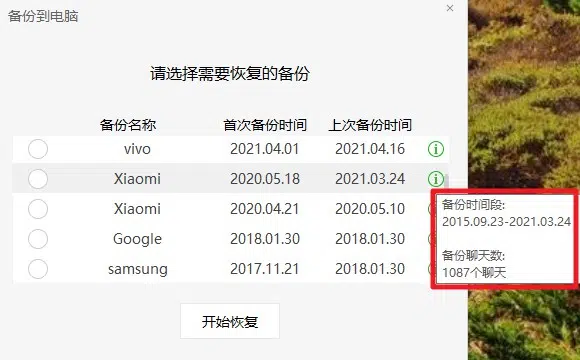 备份到电脑
请选择需要恢复的备份
备份名称 首次备份时间 上次备份时间
vivo 2021.04.01 2021.04.16
Xiaomi 2020.05.18 2021.03.24
Xiaomi 2020.04.21 2020.05.10
Google 2018.01.30 2018.01.30
samsung 2017.11.21 2018.01.30
备份时间段:
2015.09.23-2021.03.24
备份聊天数:
1087个聊天
开始恢复